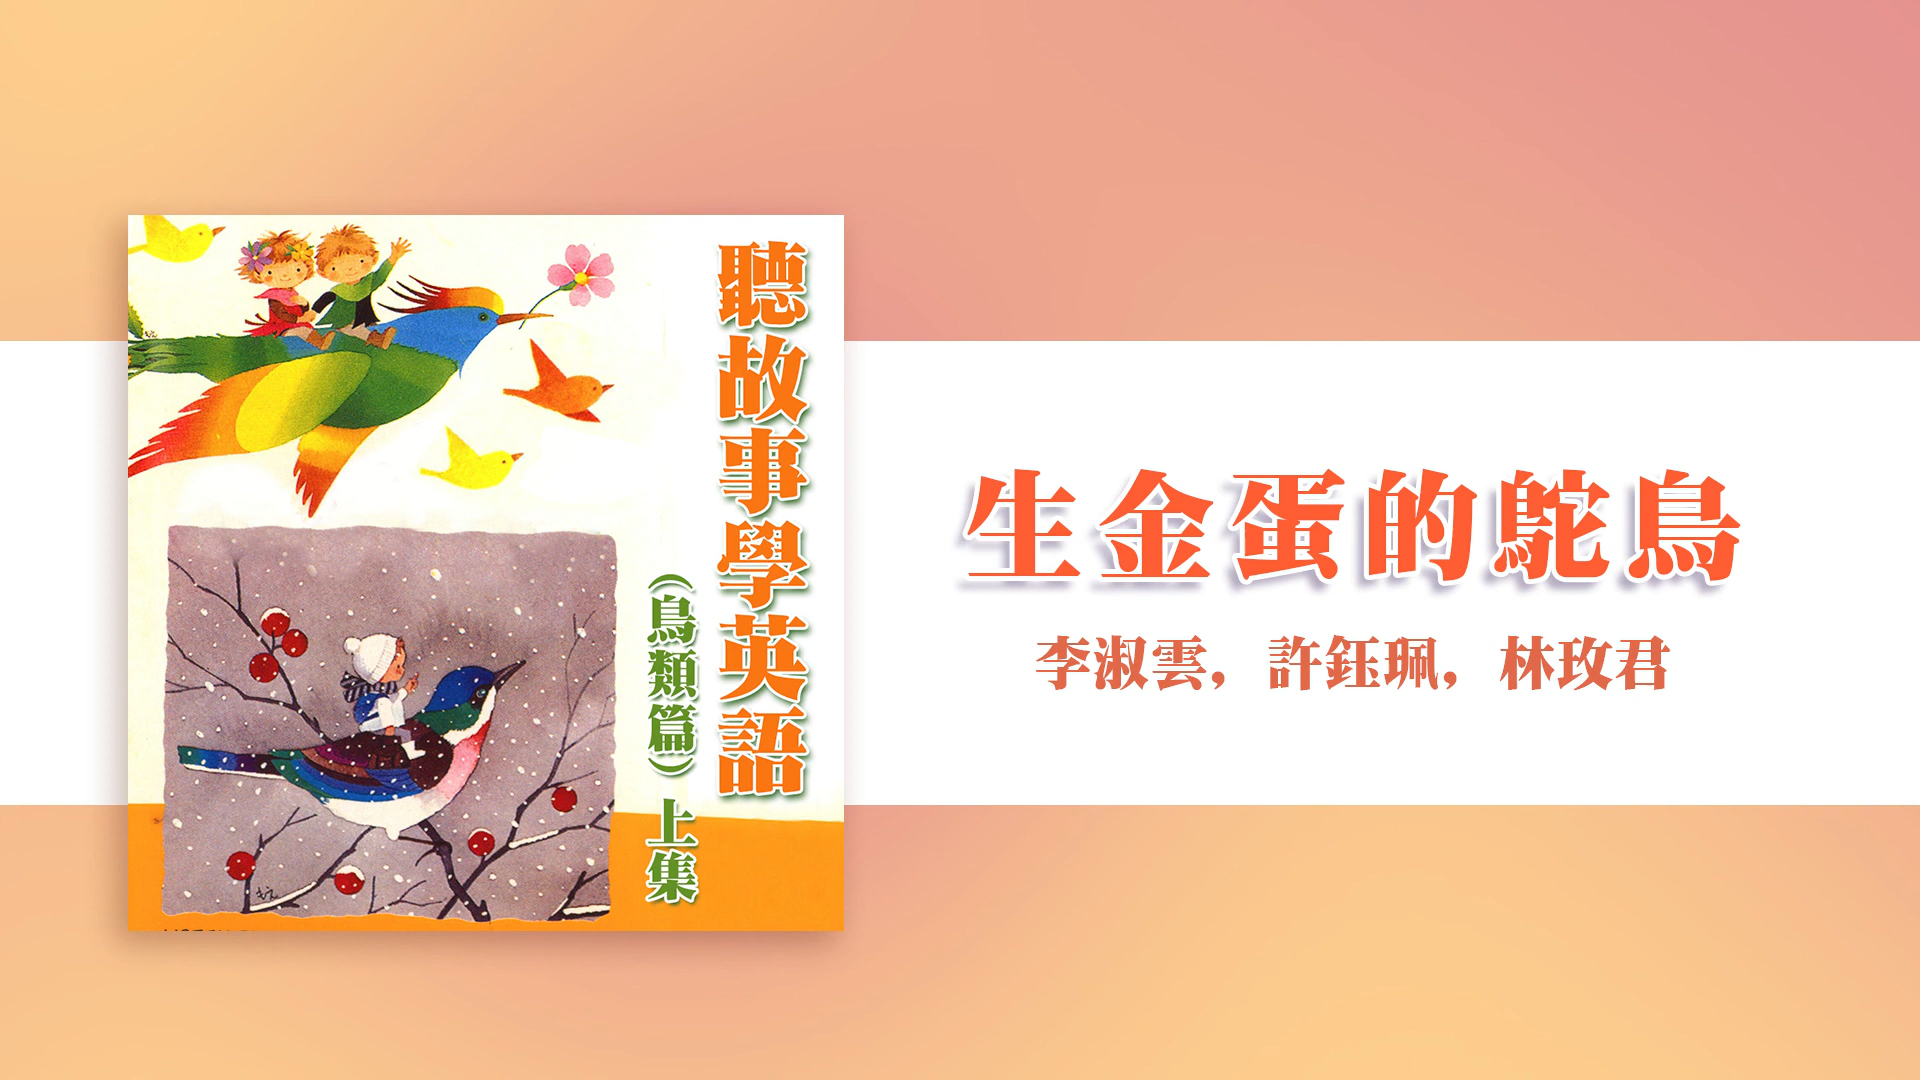 聽故事學英語
(鳥類篇)上集
生金蛋的鴕鳥
李淑雲，許鈺珮，林玫君